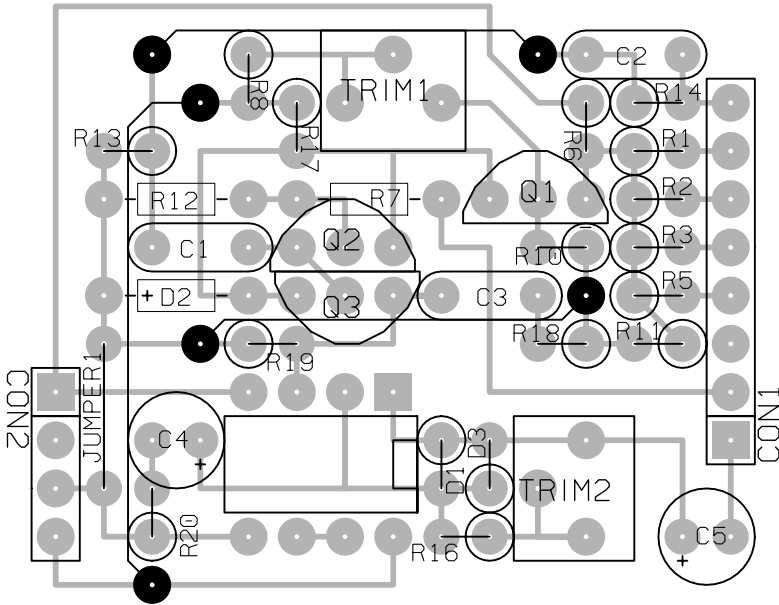 C2
R8
TRIM1
R14
R13
R17
R6
R1
R12
R7
Q1
R2
C1
Q2
R10
R3
+ D2
Q3
C3
R5
R18
R11
R19
JUMPER1
CON2
CON1
C4
+
D3
D1
TRIM2
R20
R16
C5
+